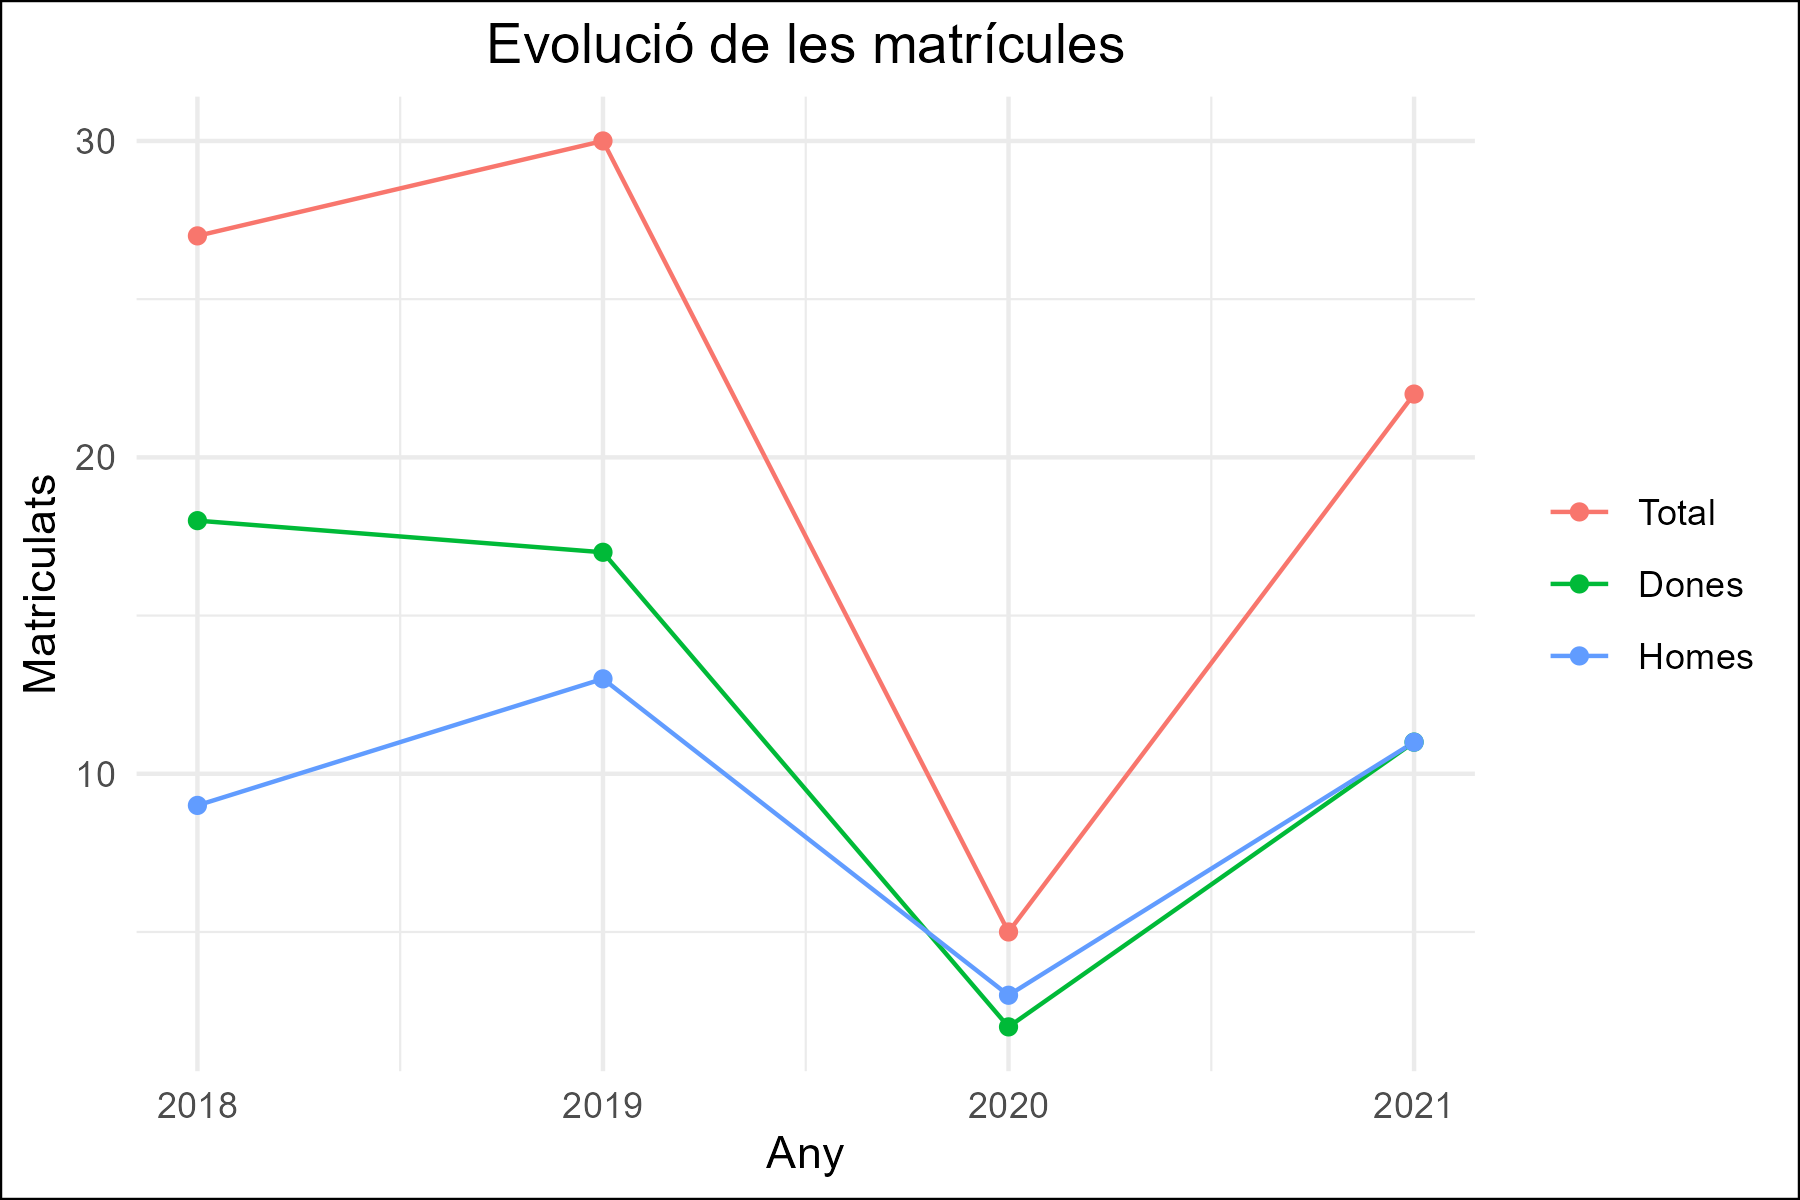 Evolució de les matrícules
30
20
10
Matriculats
2018
2019
2020
2021
Any
Total
Dones
Homes